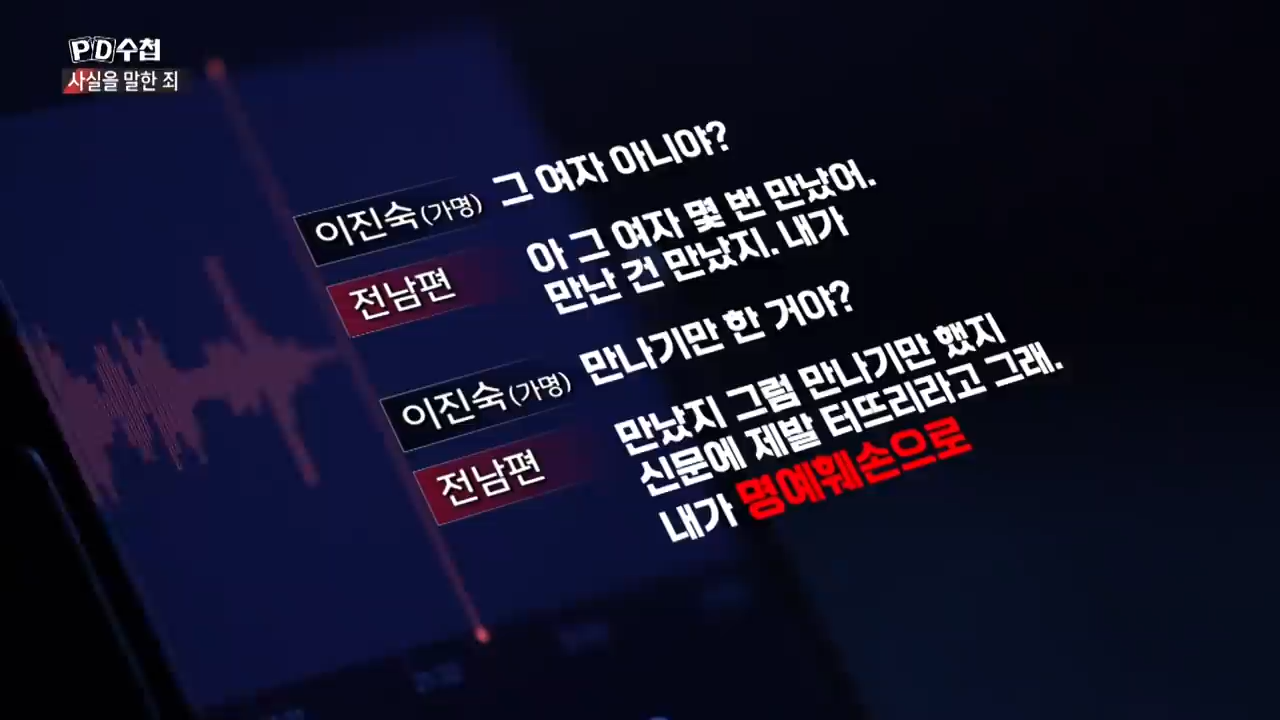 PD수첩
사실을 말한 죄
이진숙(가명) 그 여자 아니야?
전남편 아 그 여자 몇 번 만났어.
만난 건 만났지. 내가
이진숙(가명) 만나기만 한 거야?
전남편 만났지 그럼 만나기만 했지
신문에 제발 터뜨리라고 그래.
내가 명예훼손으로